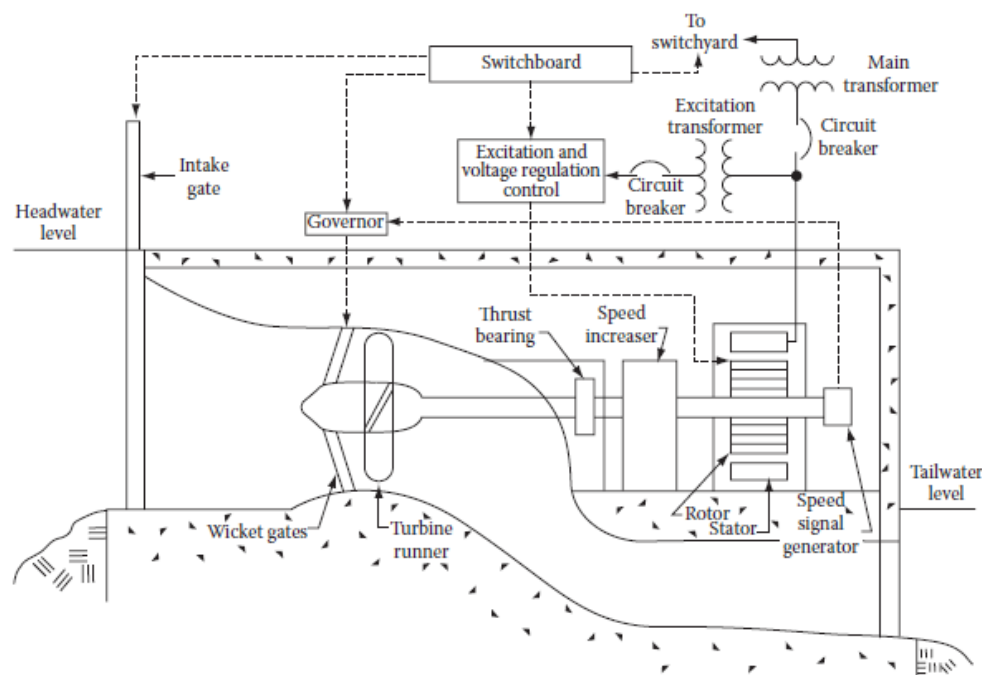 To
switchyard
Switchboard
Main
transformer
Excitation
transformer
Circuit
breaker
Intake
gate
Excitation and
voltage regulation
control
Circuit
breaker
Headwater
level
Governor
Thrust
bearing
Speed
increaser
Tailwater
level
Wicket gates
Turbine
runner
Rotor
Stator
Speed
signal
generator